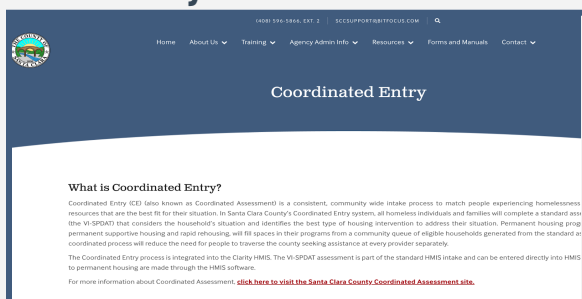 (408) 596-5866, EXT. 2 | SCCSUPPORT@BITFOCUS.COM
Home About Us Training Agency Admin Info Resources Forms and Manuals Contact
Coordinated Entry
What is Coordinated Entry?
Coordinated Entry (CE) (also known as Coordinated Assessment) is a consistent, community wide intake process to match people experiencing homelessness
resources that are the best fit for their situation. In Santa Clara County's Coordinated Entry system, all homeless individuals and families will complete a standard
(the VI-SPDAT) that considers the household's situation and identifies the best type of housing intervention to address their situation. Permanent housing
permanent supportive housing and rapid rehousing, will fill spaces in their programs from a community queue of eligible households generated from the standard
coordinated process will reduce the need for people to traverse the county seeking assistance at every provider separately.
The Coordinated Entry process is integrated into the Clarity HMIS. The VI-SPDAT assessment is part of the standard HMIS intake and can be entered directly into HMIS
to permanent housing are made through the HMIS software.
For more information about Coordinated Assessment, click here to visit the Santa Clara County Coordinated Assessment site.